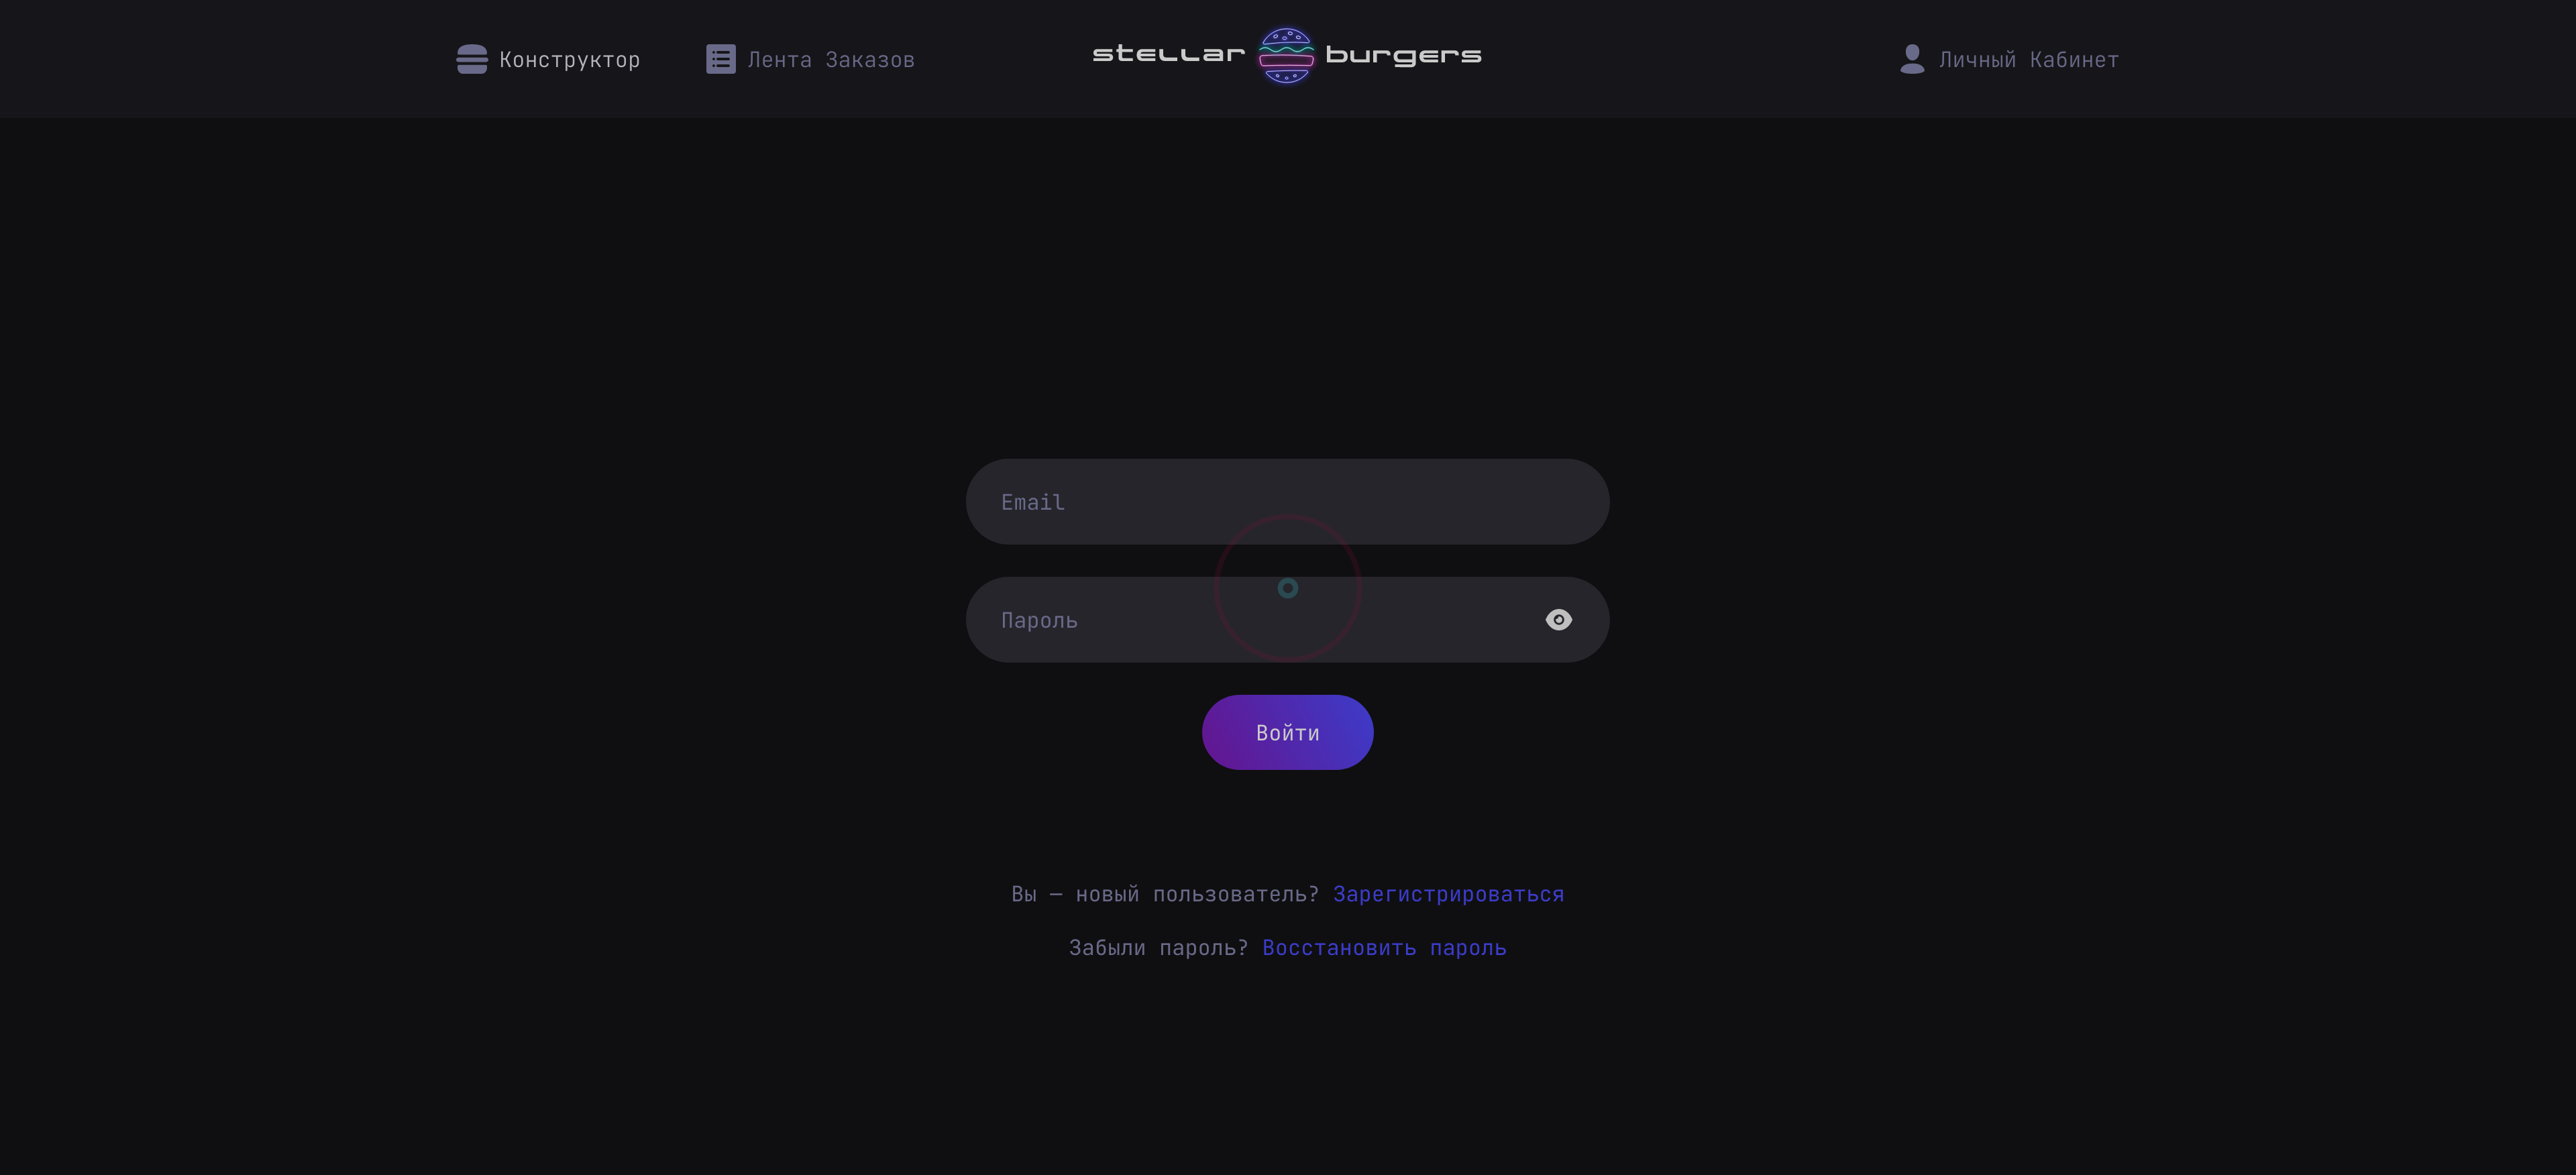 Конструктор
Лента Заказов
stellar burgers
Личный Кабинет
Email
Пароль
Войти
Вы — новый пользователь? Зарегистрироваться
Забыли пароль? Восстановить пароль